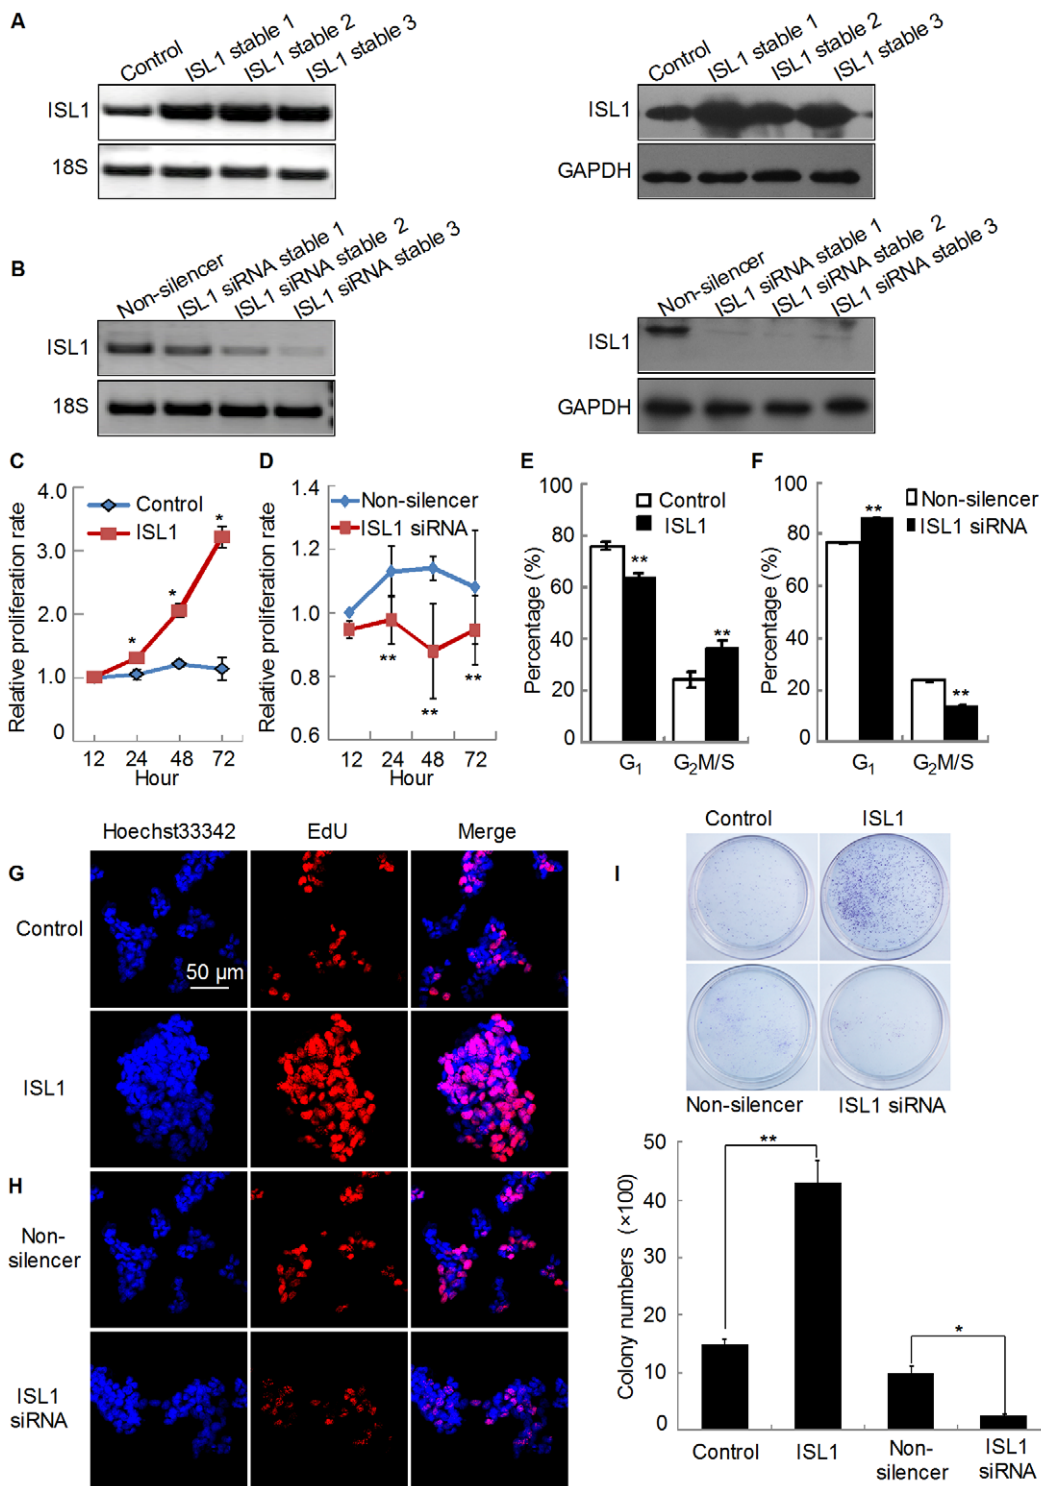 A
Control
ISL1 stable 1
ISL1 stable 2
ISL1 stable 3
ISL1
18S
Control
ISL1 stable 1
ISL1 stable 2
ISL1 stable 3
ISL1
GAPDH
B
Non-silencer
ISL1 siRNA stable 1
ISL1 siRNA stable 2
ISL1 siRNA stable 3
ISL1
18S
Non-silencer
ISL1 siRNA stable 1
ISL1 siRNA stable 2
ISL1 siRNA stable 3
ISL1
GAPDH
C
Relative proliferation rate
4.0
3.0
2.0
1.0
0
Control
ISL1
*
*
*
12 24 48 72
Hour
D
Relative proliferation rate
1.4
1.2
1.0
0.8
0.6
Non-silencer
ISL1 siRNA
**
**
**
12 24 48 72
Hour
E
Percentage (%)
100
80
60
40
20
0
Control
ISL1
**
**
G1 G2M/S
F
Percentage (%)
100
80
60
40
20
0
Non-silencer
ISL1 siRNA
**
**
G1 G2M/S
Hoechst33342 EdU Merge
G
Control
50 µm
ISL1
H
Non-
silencer
ISL1
siRNA
I
Control ISL1
Non-silencer ISL1 siRNA
Colony numbers (×100)
50
40
30
20
10
0
**
*
Control ISL1 Non-
silencer ISL1
siRNA